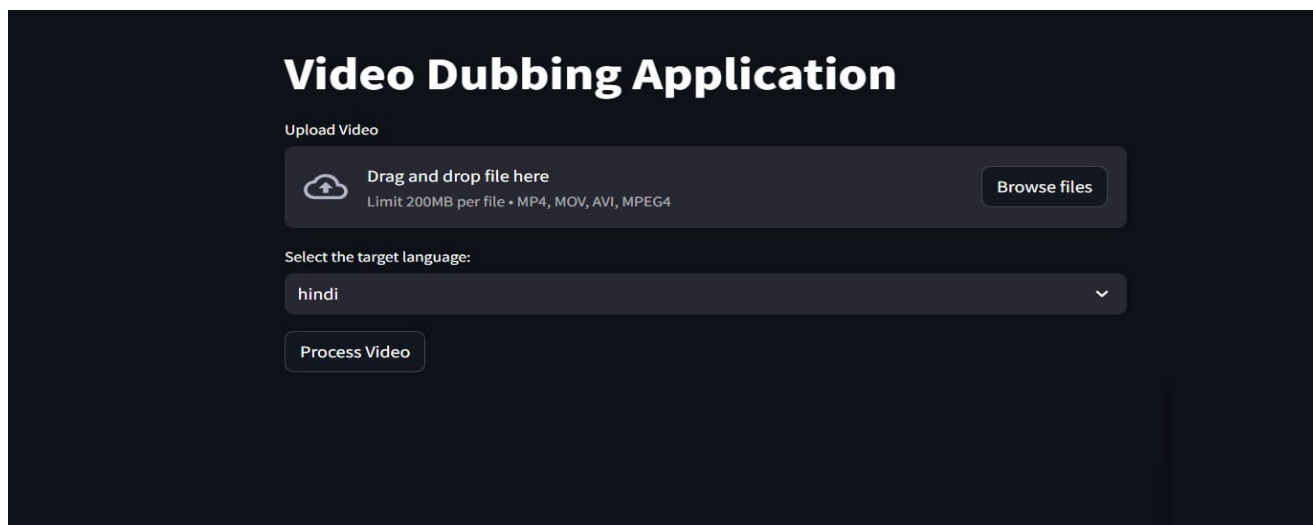 Video Dubbing Application
Upload Video
Drag and drop file here
Limit 200MB per file • MP4, MOV, AVI, MPEG4
Browse files
Select the target language:
hindi
Process Video